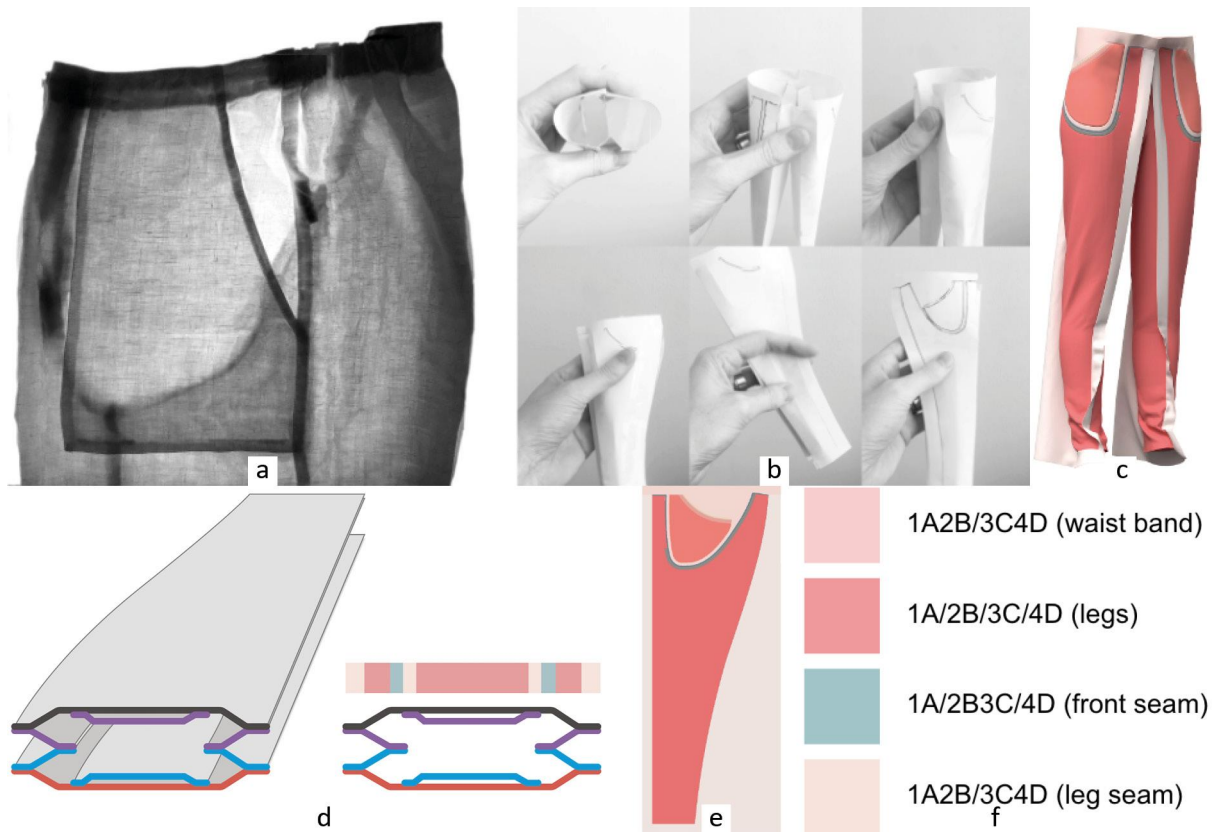 a
b
c
d
e
f
1A2B/3C4D (waist band)
1A/2B/3C/4D (legs)
1A/2B3C/4D (front seam)
1A2B/3C4D (leg seam)